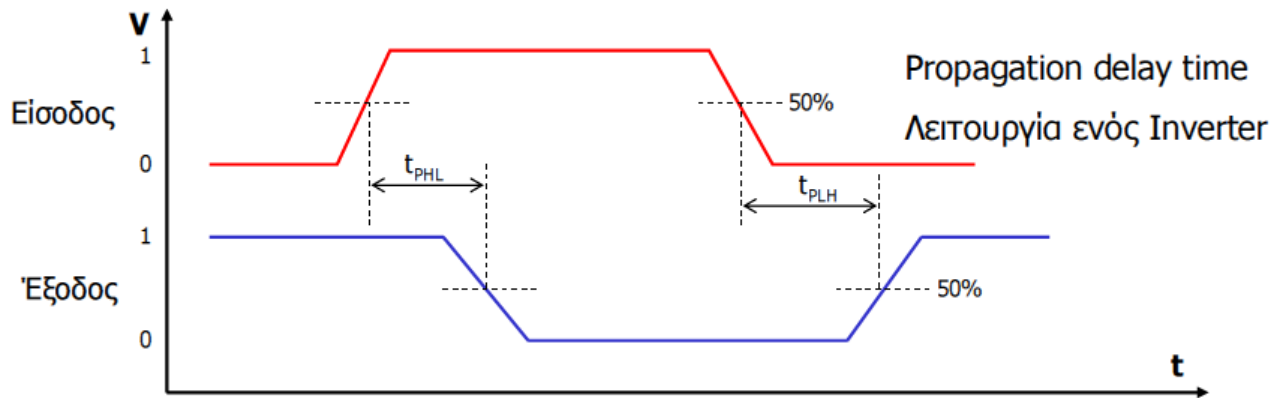 V
1
Είσοδος
0
50%
Propagation delay time
Λειτουργία ενός Inverter
tPHL
tPLH
1
Έξοδος
0
50%
t